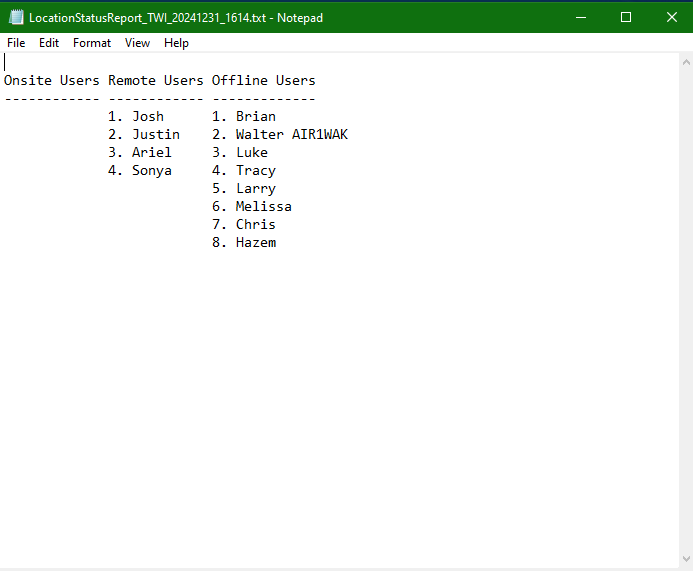 LocationStatusReport_TWI_20241231_1614.txt - Notepad
File Edit Format View Help
Onsite Users Remote Users Offline Users
------------ ------------ -------------
             1. Josh      1. Brian
             2. Justin    2. Walter AIR1WAK
             3. Ariel     3. Luke
             4. Sonya     4. Tracy
                          5. Larry
                          6. Melissa
                          7. Chris
                          8. Hazem